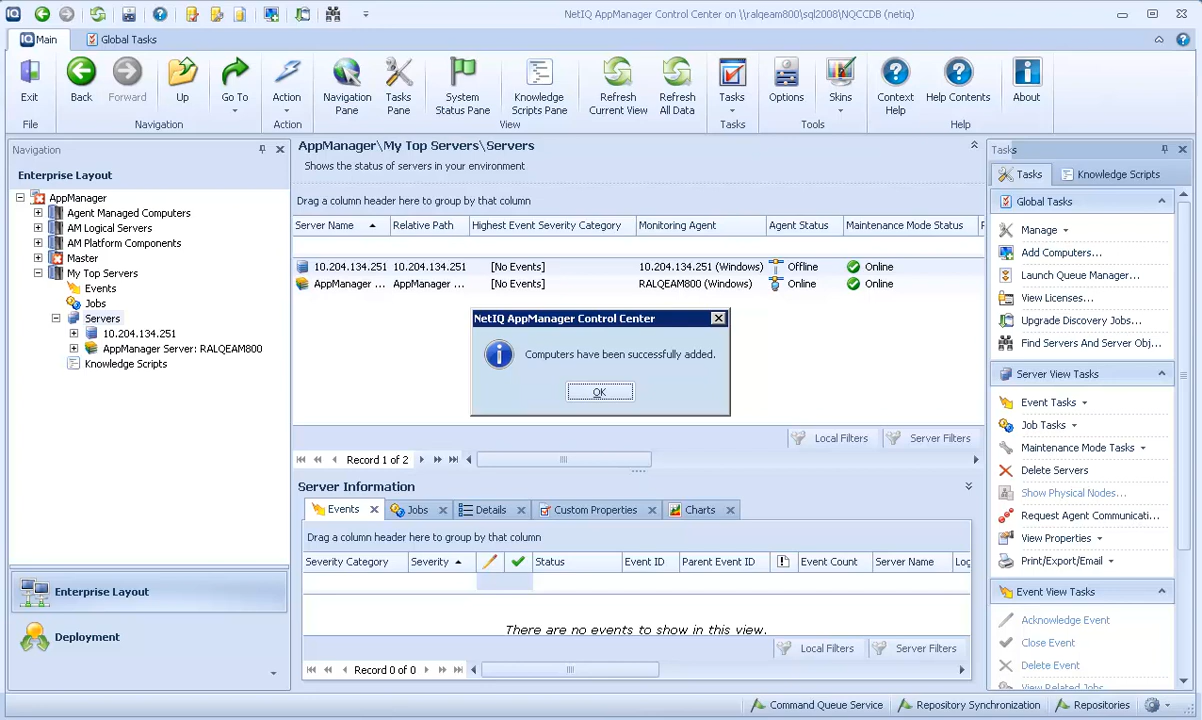 NetIQ AppManager Control Center on \\ralqeam800\sql2008\NQCCDB (netiq)
Main
Global Tasks
Exit
Back
Forward
Up
Go To
Action
Navigation Pane
Tasks Pane
System Status Pane
Knowledge Scripts Pane
Refresh Current View
Refresh All Data
Tasks
Options
Skins
Context Help
Help Contents
About
File
Navigation
Action
View
Tasks
Tools
Help
Navigation
Enterprise Layout
AppManager
Agent Managed Computers
AM Logical Servers
AM Platform Components
Master
My Top Servers
Events
Jobs
Servers
10.204.134.251
AppManager Server: RALQEAM800
Knowledge Scripts
Enterprise Layout
Deployment
AppManager\My Top Servers\Servers
Shows the status of servers in your environment
Drag a column header here to group by that column
Server Name Relative Path Highest Event Severity Category Monitoring Agent Agent Status Maintenance Mode Status
10.204.134.251 10.204.134.251 [No Events] 10.204.134.251 (Windows) Offline Online
AppManager ... AppManager ... [No Events] RALQEAM800 (Windows) Online Online
NetIQ AppManager Control Center
Computers have been successfully added.
OK
Local Filters Server Filters
Record 1 of 2
Server Information
Events Jobs Details Custom Properties Charts
Drag a column header here to group by that column
Severity Category Severity Status Event ID Parent Event ID Event Count Server Name Log
There are no events to show in this view.
Local Filters Server Filters
Record 0 of 0
Tasks
Tasks Knowledge Scripts
Global Tasks
Manage
Add Computers...
Launch Queue Manager...
View Licenses...
Upgrade Discovery Jobs...
Find Servers And Server Obj...
Server View Tasks
Event Tasks
Job Tasks
Maintenance Mode Tasks
Delete Servers
Show Physical Nodes...
Request Agent Communicati...
View Properties
Print/Export/Email
Event View Tasks
Acknowledge Event
Close Event
Delete Event
View Related Jobs
Command Queue Service Repository Synchronization Repositories